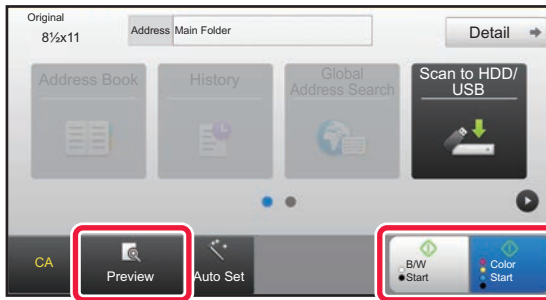 Original
8½x11
Address Main Folder
Detail
Address Book
History
Global
Address Search
Scan to HDD/
USB
CA
Preview
Auto Set
B/W
Start
Color
Start